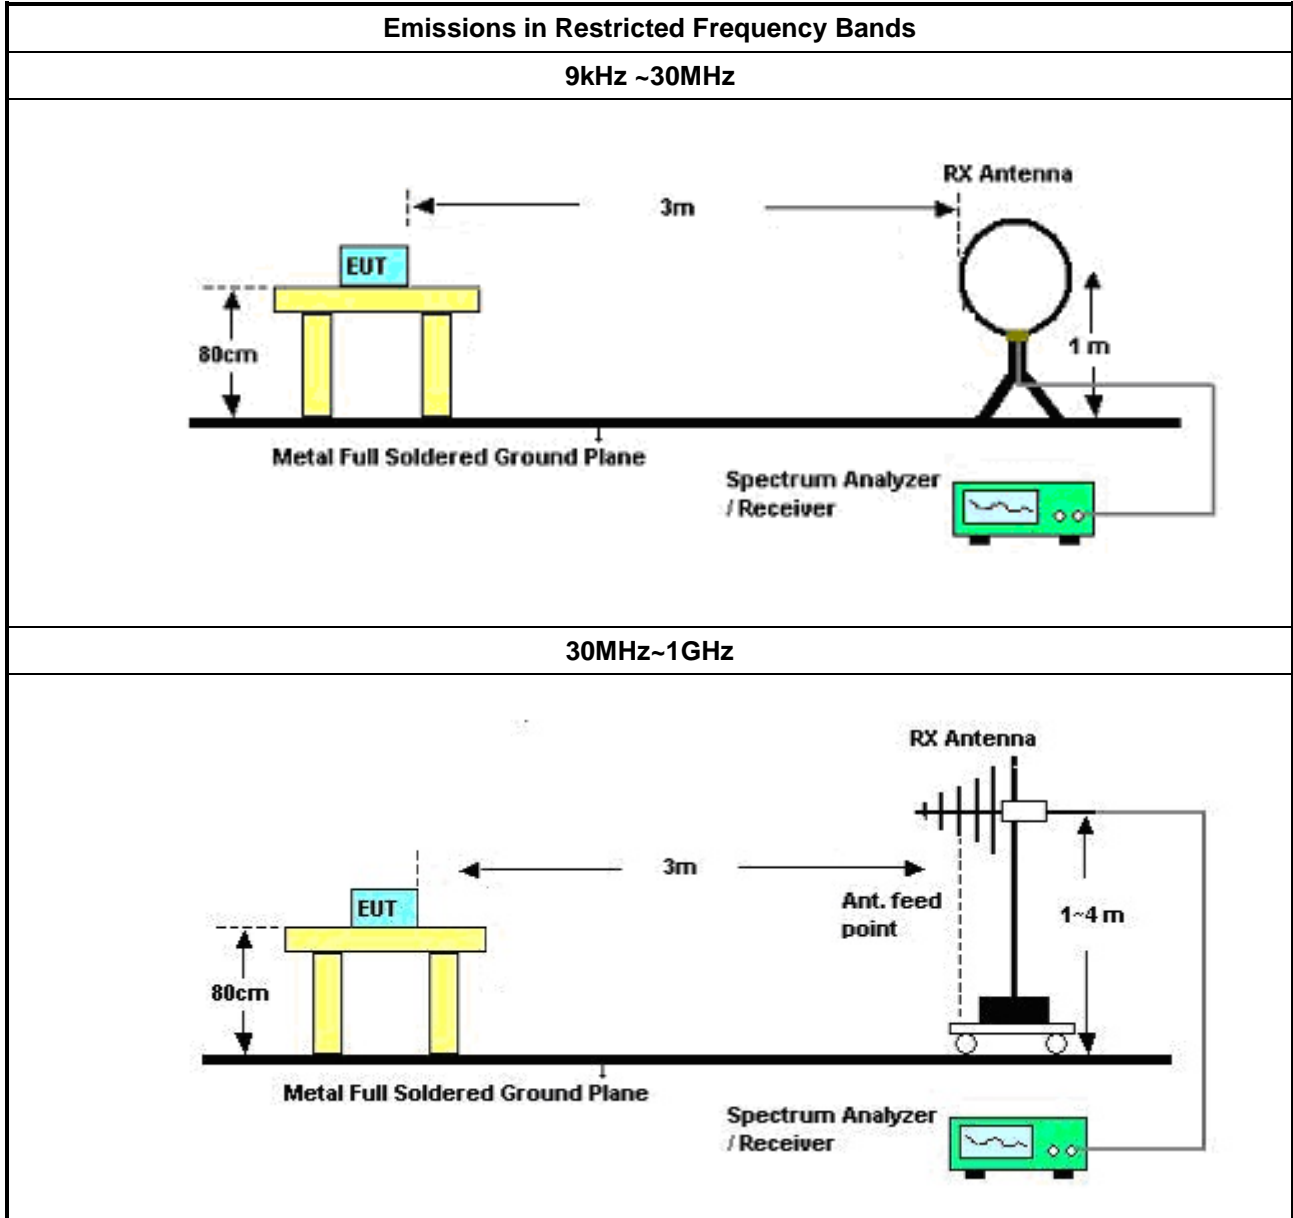 Emissions in Restricted Frequency Bands
9kHz ~30MHz
RX Antenna
3m
EUT
80cm
1 m
Metal Full Soldered Ground Plane
Spectrum Analyzer
/ Receiver
30MHz~1GHz
RX Antenna
3m
EUT
Ant. feed
point
1~4 m
80cm
Metal Full Soldered Ground Plane
Spectrum Analyzer
/ Receiver